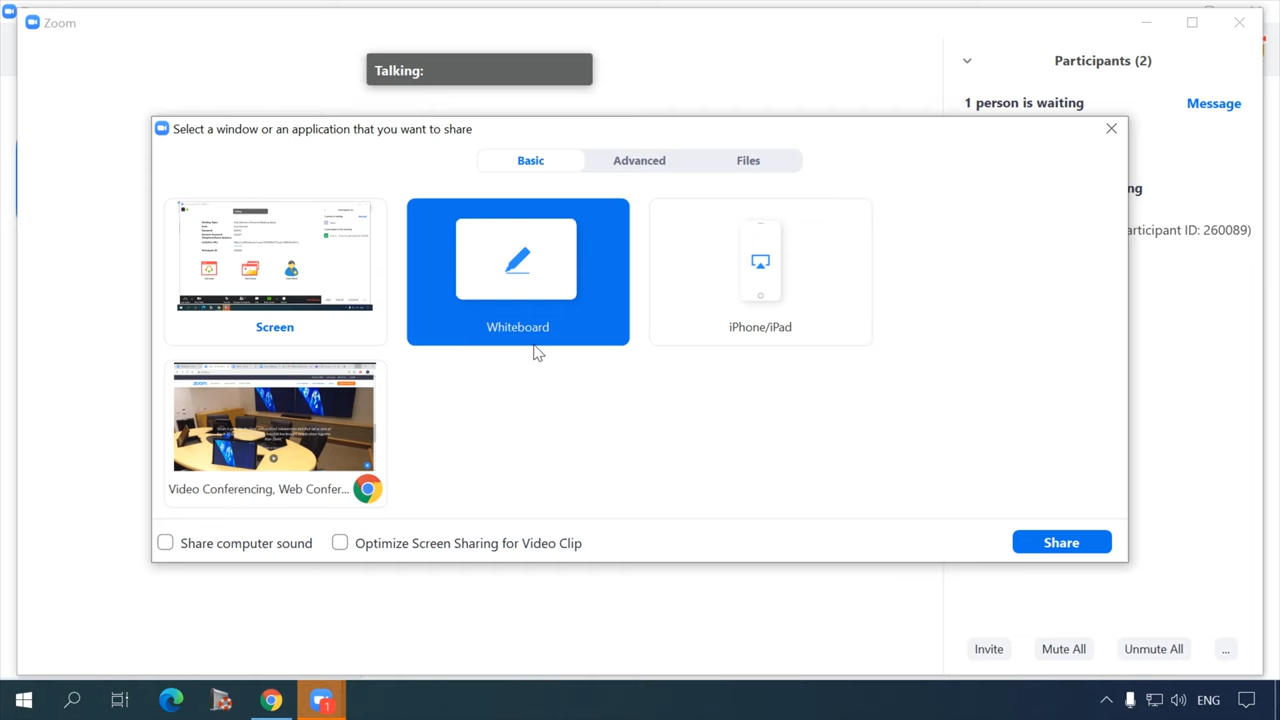 Zoom
Talking:
Participants (2)
1 person is waiting
Message
Select a window or an application that you want to share
Basic
Advanced
Files
ng
articipant ID: 260089)
Screen
Whiteboard
iPhone/iPad
zoom
Video Conferencing, Web Confer...
Share computer sound
Optimize Screen Sharing for Video Clip
Share
Invite
Mute All
Unmute All
...
1
ENG